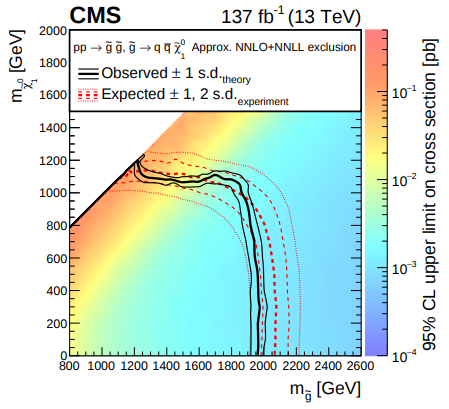 CMS 137 fb⁻¹ (13 TeV)
pp → g̃ g̃, g̃ → q q̄ χ̃⁰₁ Approx. NNLO+NNLL exclusion
Observed ± 1 s.d.theory
Expected ± 1, 2 s.d.experiment
m χ̃⁰₁ [GeV]
2000
1800
1600
1400
1200
1000
800
600
400
200
0
800 1000 1200 1400 1600 1800 2000 2200 2400 2600
m g̃ [GeV]
10⁻¹
10⁻²
10⁻³
10⁻⁴
95% CL upper limit on cross section [pb]